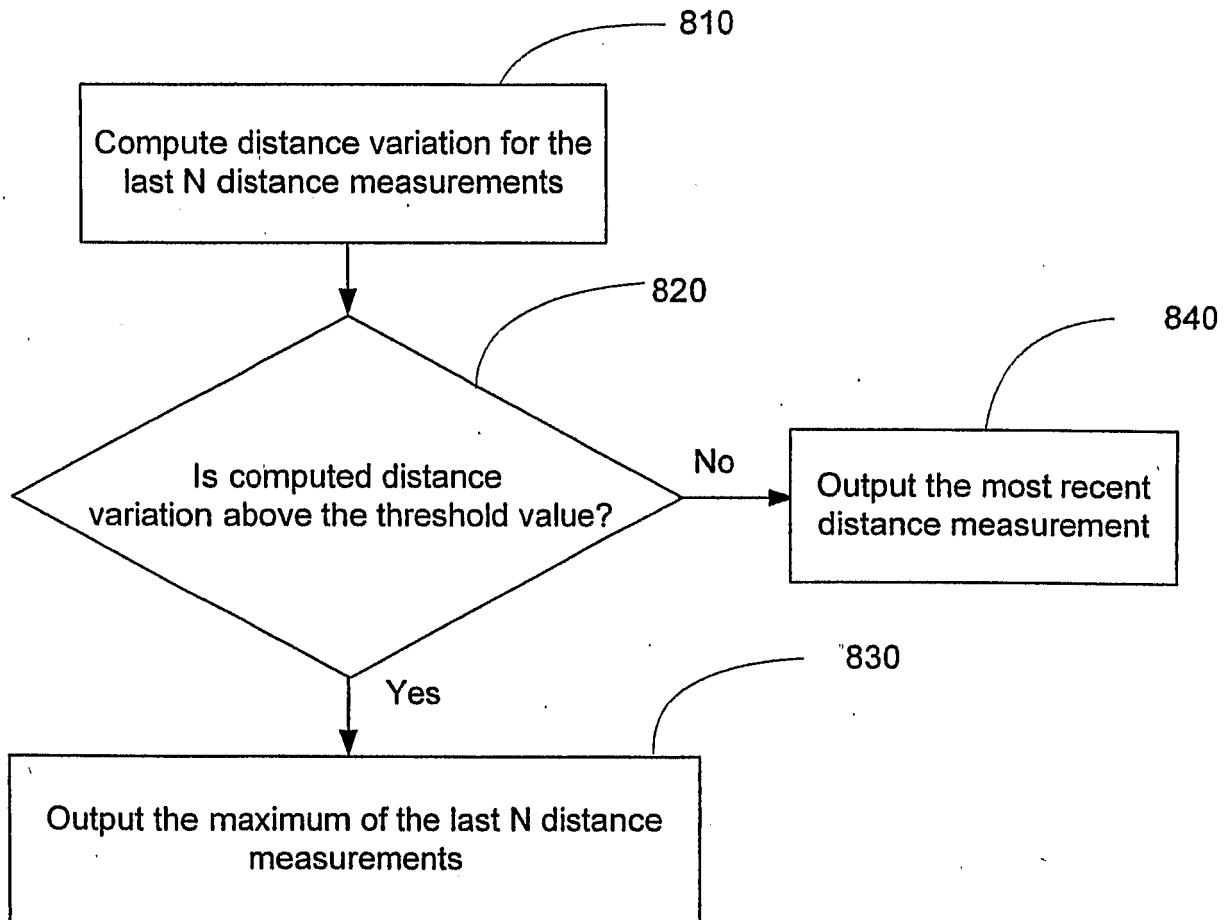 810
Compute distance variation for the
last N distance measurements
820
840
Is computed distance
variation above the threshold value?
No
Output the most recent
distance measurement
830
Yes
Output the maximum of the last N distance
measurements